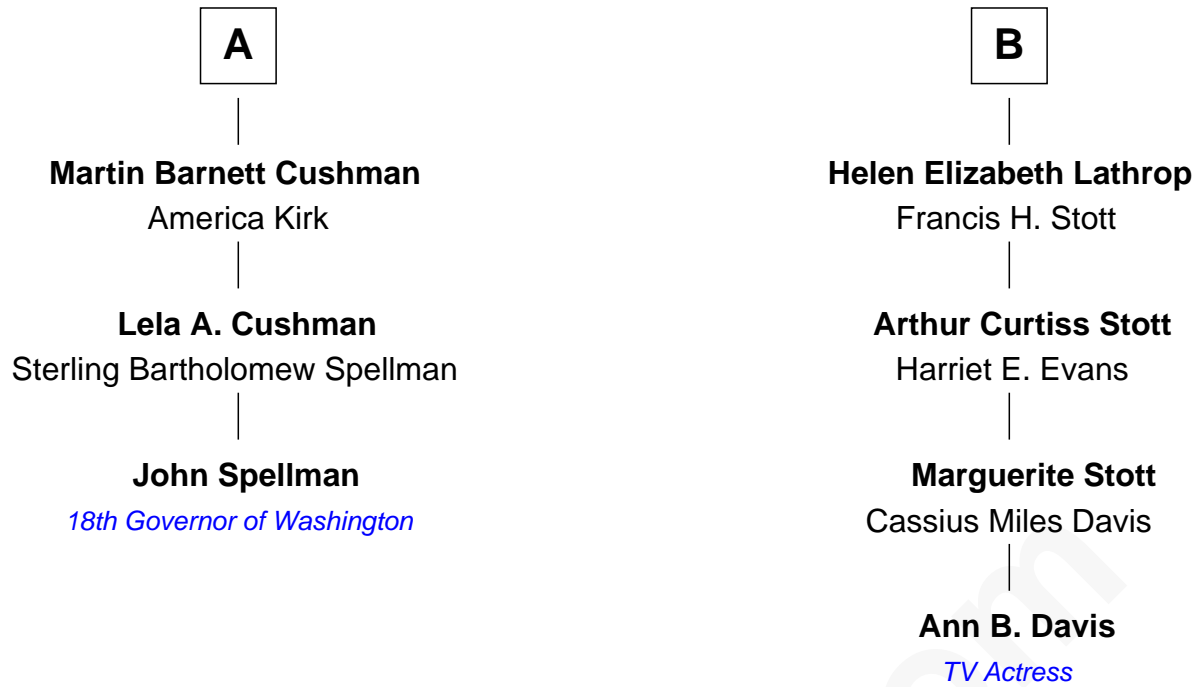 A
Martin Barnett Cushman
America Kirk
Lela A. Cushman
Sterling Bartholomew Spellman
John Spellman
18th Governor of Washington
B
Helen Elizabeth Lathrop
Francis H. Stott
Arthur Curtiss Stott
Harriet E. Evans
Marguerite Stott
Cassius Miles Davis
Ann B. Davis
TV Actress